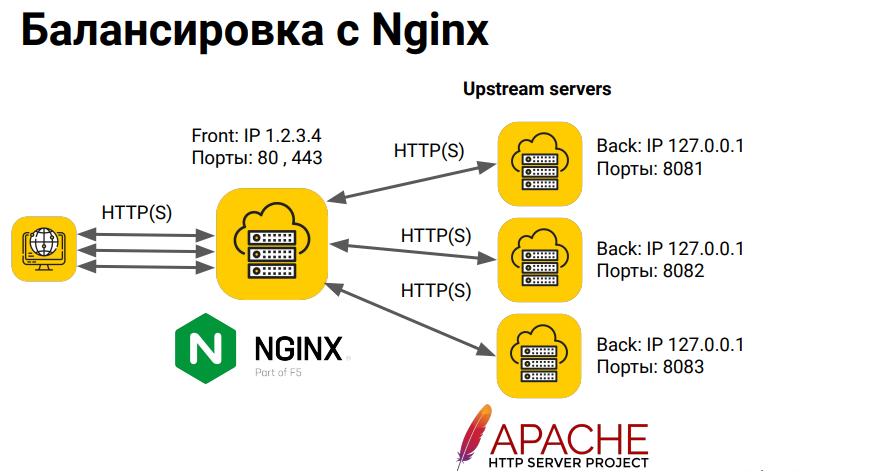 Балансировка с Nginx
Upstream servers
Front: IP 1.2.3.4
Порты: 80 , 443
HTTP(S)
HTTP(S)
Back: IP 127.0.0.1
Порты: 8081
HTTP(S)
Back: IP 127.0.0.1
Порты: 8082
HTTP(S)
Back: IP 127.0.0.1
Порты: 8083
N
NGINX
Part of F5
APACHE
HTTP SERVER PROJECT